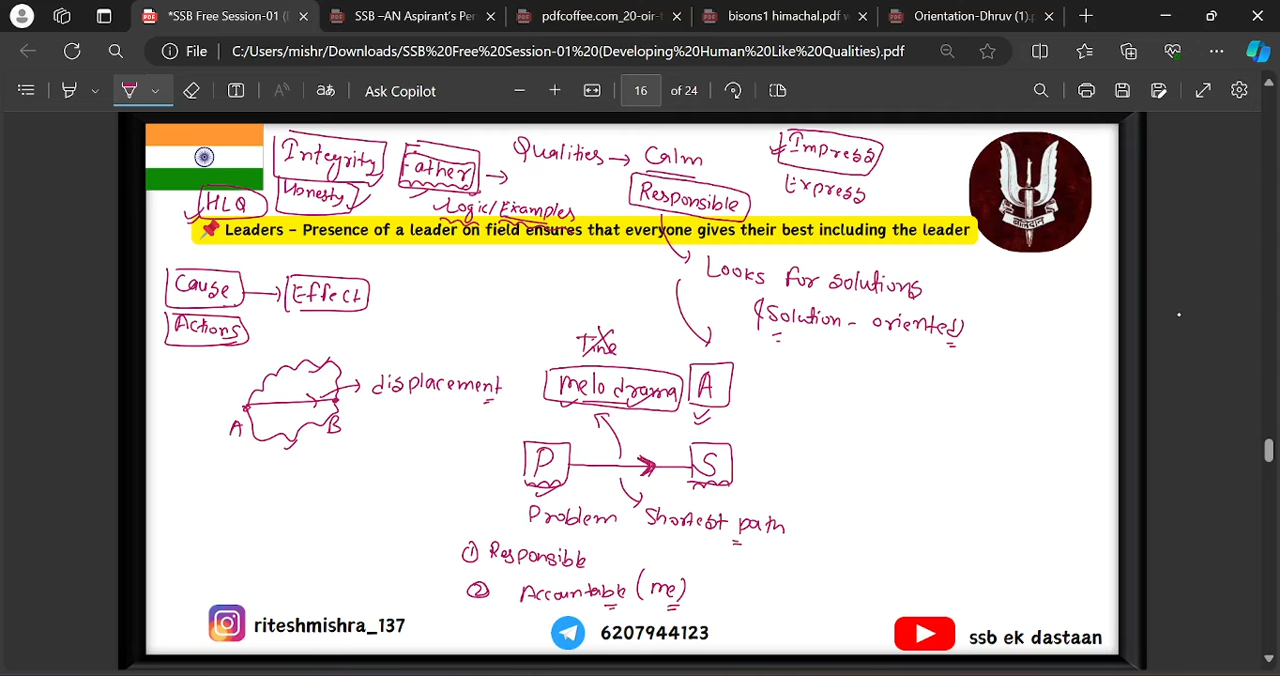 *SSB Free Session-01 (
SSB –AN Aspirant's Pe
pdfcoffee.com_20-oir-t
bisons1 himachal.pdf
Orientation-Dhruv (1).p
File
C:/Users/mishr/Downloads/SSB%20Free%20Session-01%20(Developing%20Human%20Like%20Qualities).pdf
Ask Copilot
16 of 24
Integrity
Honesty
HLQ
Father
Logic/Examples
Qualities → Calm
Responsible
Impress
Express
Leaders - Presence of a leader on field ensures that everyone gives their best including the leader
Cause → Effect
Actions
Looks for solutions
(Solution - oriented)
Time
melodrama
A
displacement
A
B
P
S
Problem
Shortest path
① Responsible
② Accountable (me)
riteshmishra_137
6207944123
ssb ek dastaan
बलिदान